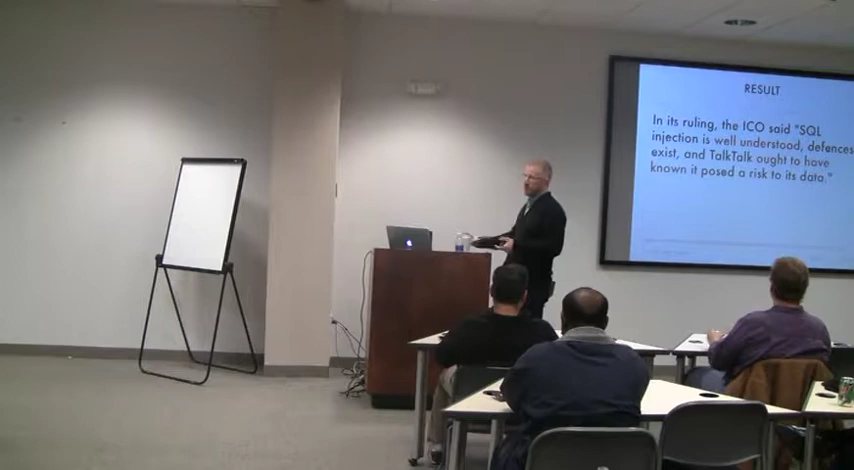 RESULT
In its ruling, the ICO said "SQL
injection is well understood, defences
exist, and TalkTalk ought to have
known it posed a risk to its data."